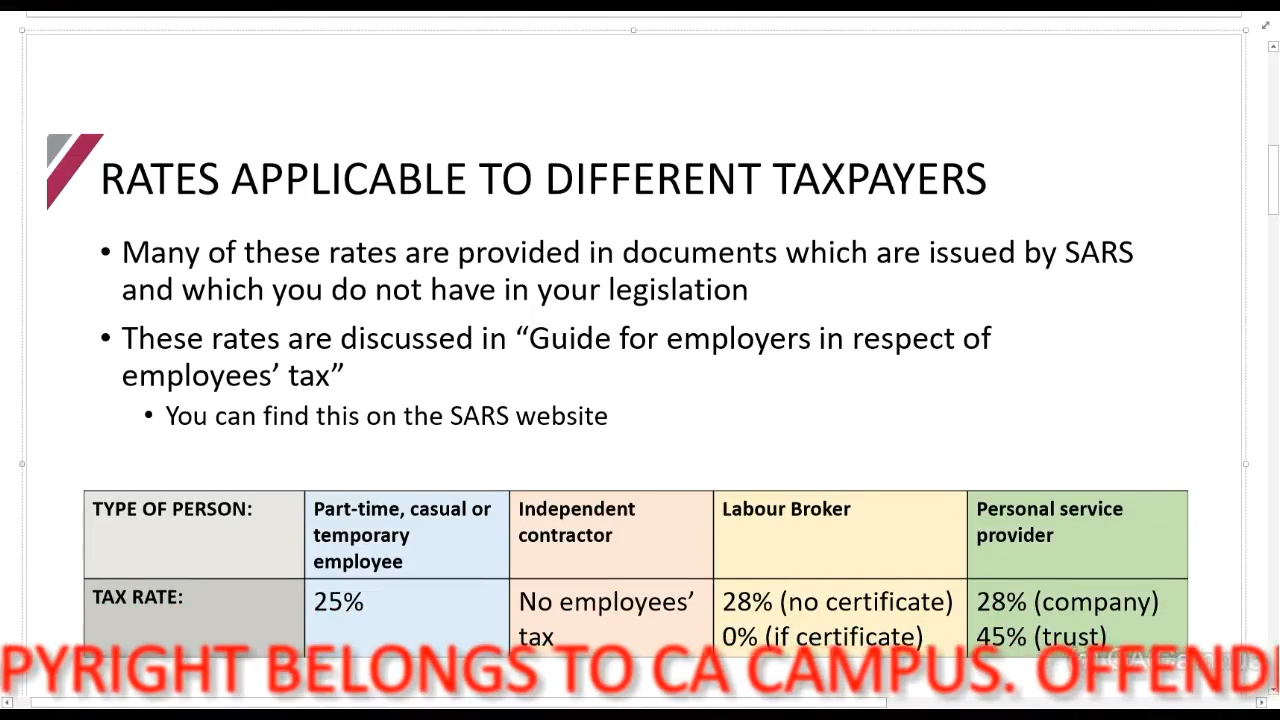 RATES APPLICABLE TO DIFFERENT TAXPAYERS
• Many of these rates are provided in documents which are issued by SARS
and which you do not have in your legislation
• These rates are discussed in “Guide for employers in respect of
employees’ tax”
• You can find this on the SARS website
TYPE OF PERSON:
Part-time, casual or
temporary
employee
Independent
contractor
Labour Broker
Personal service
provider
TAX RATE:
25%
No employees’
tax
28% (no certificate)
0% (if certificate)
28% (company)
45% (trust)
PYRIGHT BELONGS TO CA CAMPUS. OFFEND